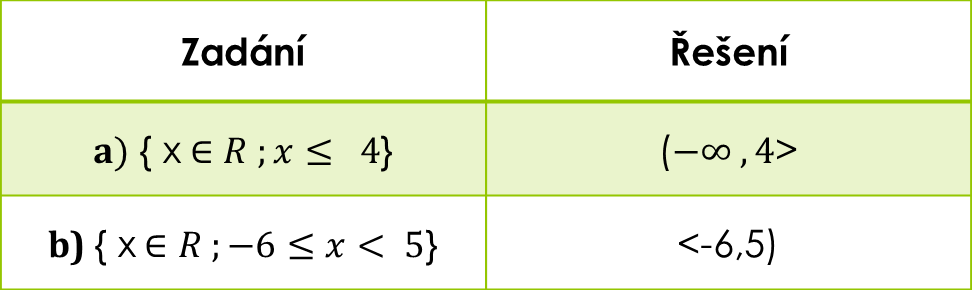 Zadání Řešení
a) { x ∈ R ; x ≤ 4} (−∞ , 4>
b) { x ∈ R ; −6 ≤ x < 5} <-6,5)